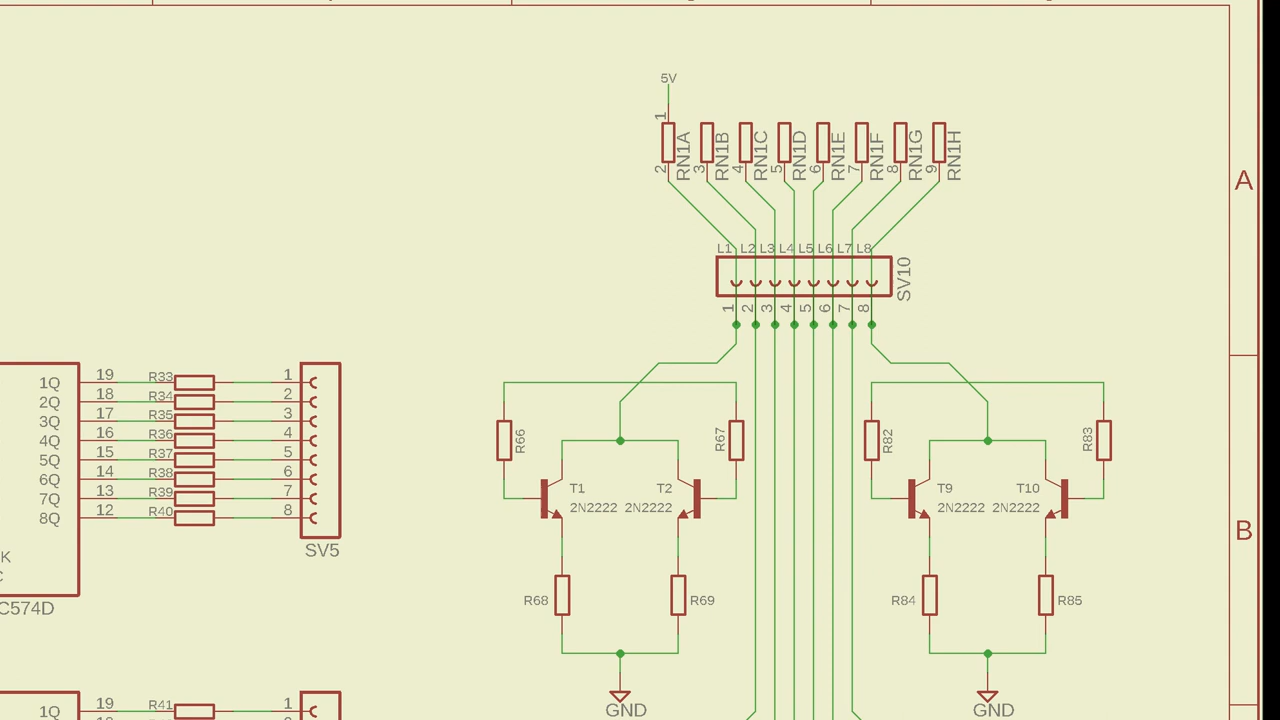 5V
1
2 3 4 5 6 7 8 9
RN1A RN1B RN1C RN1D RN1E RN1F RN1G RN1H
A
L1 L2 L3 L4 L5 L6 L7 L8
SV10
1 2 3 4 5 6 7 8
1Q 19 R33 1
2Q 18 R34 2
3Q 17 R35 3
4Q 16 R36 4
5Q 15 R37 5
6Q 14 R38 6
7Q 13 R39 7
8Q 12 R40 8
SV5
K
C574D
R66 R67 R82 R83
T1 T2 T9 T10
2N2222 2N2222 2N2222 2N2222
B
R68 R69 R84 R85
GND GND
1Q 19 R41 1